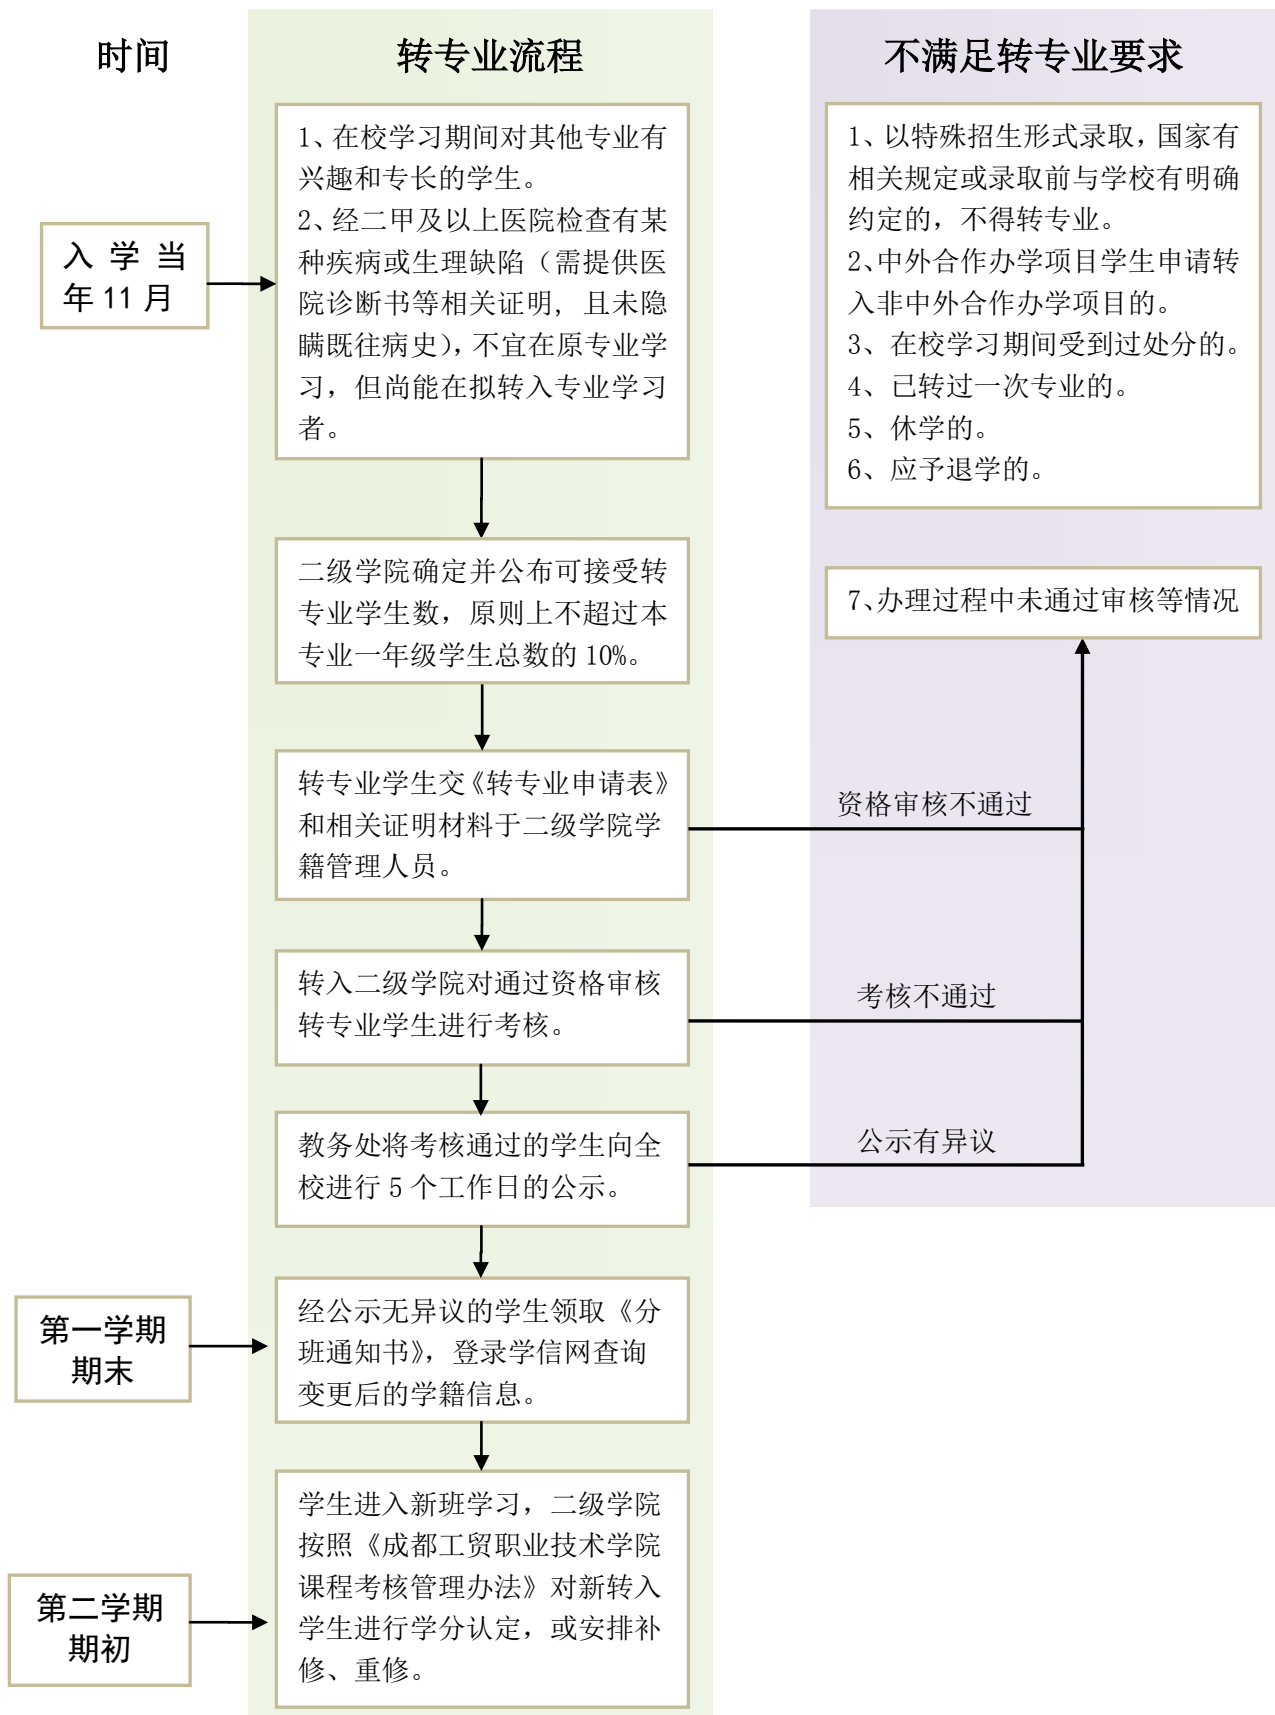 时间
转专业流程
不满足转专业要求
入学当
年11月
1、在校学习期间对其他专业有
兴趣和专长的学生。
2、经二甲及以上医院检查有某
种疾病或生理缺陷（需提供医
院诊断书等相关证明，且未隐
瞒既往病史），不宜在原专业学
习，但尚能在拟转入专业学习
者。
1、以特殊招生形式录取，国家有
相关规定或录取前与学校有明确
约定的，不得转专业。
2、中外合作办学项目学生申请转
入非中外合作办学项目的。
3、在校学习期间受到过处分的。
4、已转过一次专业的。
5、休学的。
6、应予退学的。
二级学院确定并公布可接受转
专业学生数，原则上不超过本
专业一年级学生总数的10%。
7、办理过程中未通过审核等情况
转专业学生交《转专业申请表》
和相关证明材料于二级学院学
籍管理人员。
资格审核不通过
转入二级学院对通过资格审核
转专业学生进行考核。
考核不通过
教务处将考核通过的学生向全
校进行5个工作日的公示。
公示有异议
第一学期
期末
经公示无异议的学生领取《分
班通知书》，登录学信网查询
变更后的学籍信息。
第二学期
期初
学生进入新班学习，二级学院
按照《成都工贸职业技术学院
课程考核管理办法》对新转入
学生进行学分认定，或安排补
修、重修。